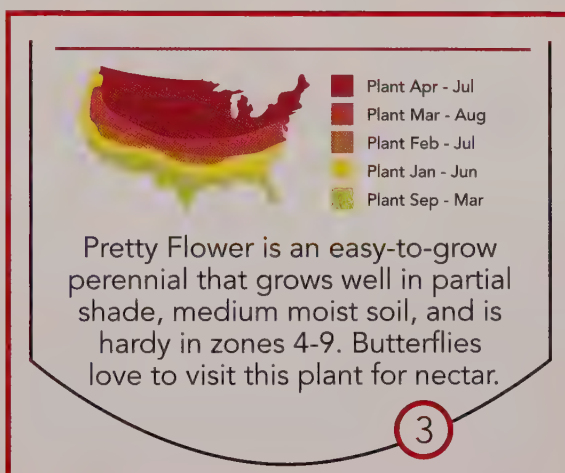 Plant Apr - Jul
Plant Mar - Aug
Plant Feb - Jul
Plant Jan - Jun
Plant Sep - Mar
Pretty Flower is an easy-to-grow
perennial that grows well in partial
shade, medium moist soil, and is
hardy in zones 4-9. Butterflies
love to visit this plant for nectar.
3